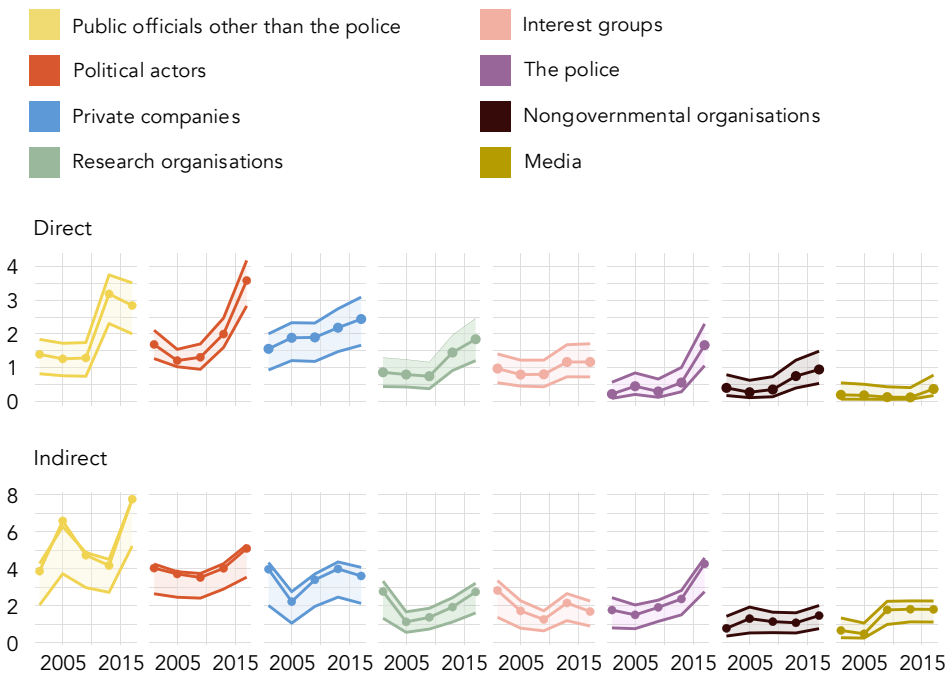 Public officials other than the police
Interest groups
Political actors
The police
Private companies
Nongovernmental organisations
Research organisations
Media
Direct
4
3
2
1
0
Indirect
8
6
4
2
0
2005 2015 2005 2015 2005 2015 2005 2015 2005 2015 2005 2015 2005 2015 2005 2015